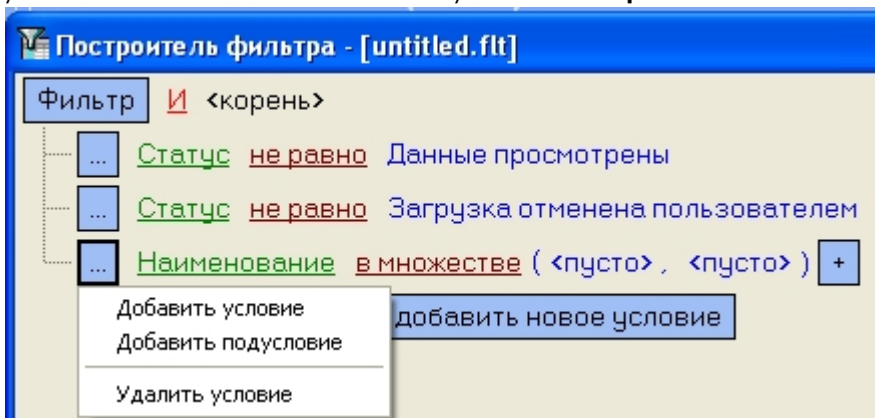 Построитель фильтра - [untitled.flt]
Фильтр И <корень>
... Статус не равно Данные просмотрены
... Статус не равно Загрузка отменена пользователем
... Наименование в множестве ( <пусто> , <пусто> ) +
Добавить условие
добавить новое условие
Добавить подусловие
Удалить условие